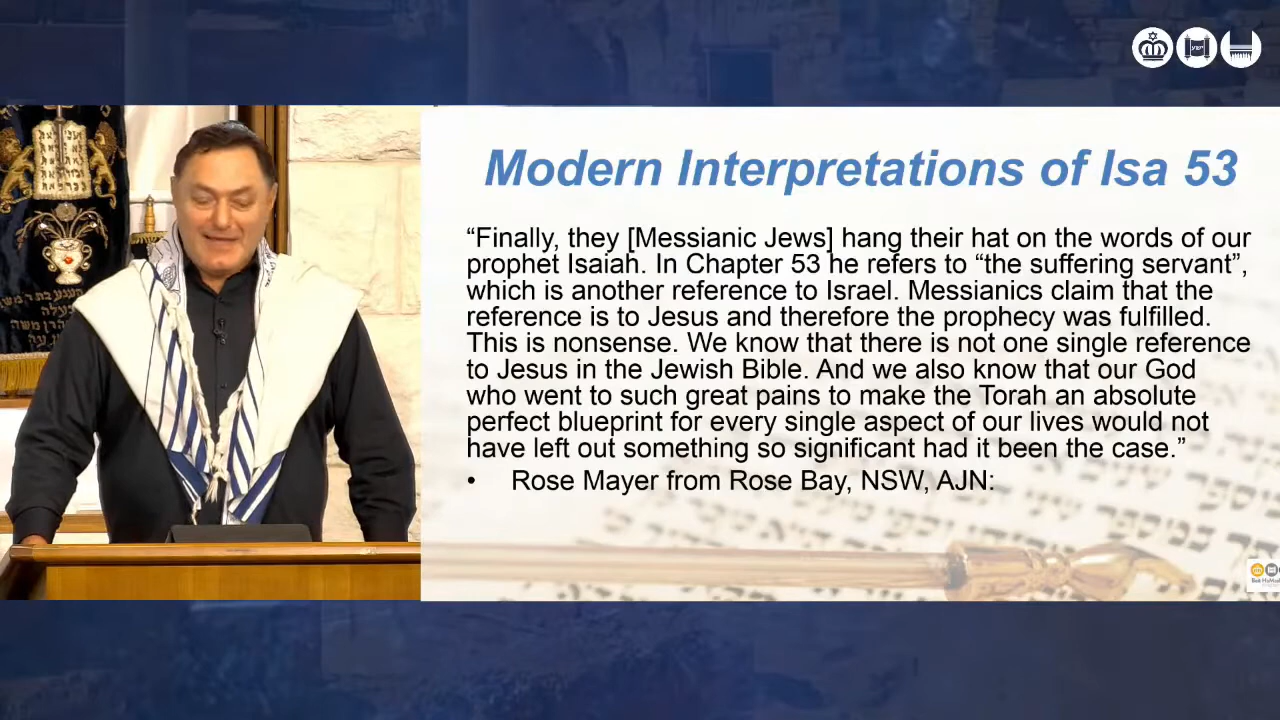 Modern Interpretations of Isa 53
“Finally, they [Messianic Jews] hang their hat on the words of our
prophet Isaiah. In Chapter 53 he refers to “the suffering servant”,
which is another reference to Israel. Messianics claim that the
reference is to Jesus and therefore the prophecy was fulfilled.
This is nonsense. We know that there is not one single reference
to Jesus in the Jewish Bible. And we also know that our God
who went to such great pains to make the Torah an absolute
perfect blueprint for every single aspect of our lives would not
have left out something so significant had it been the case.”
• Rose Mayer from Rose Bay, NSW, AJN: